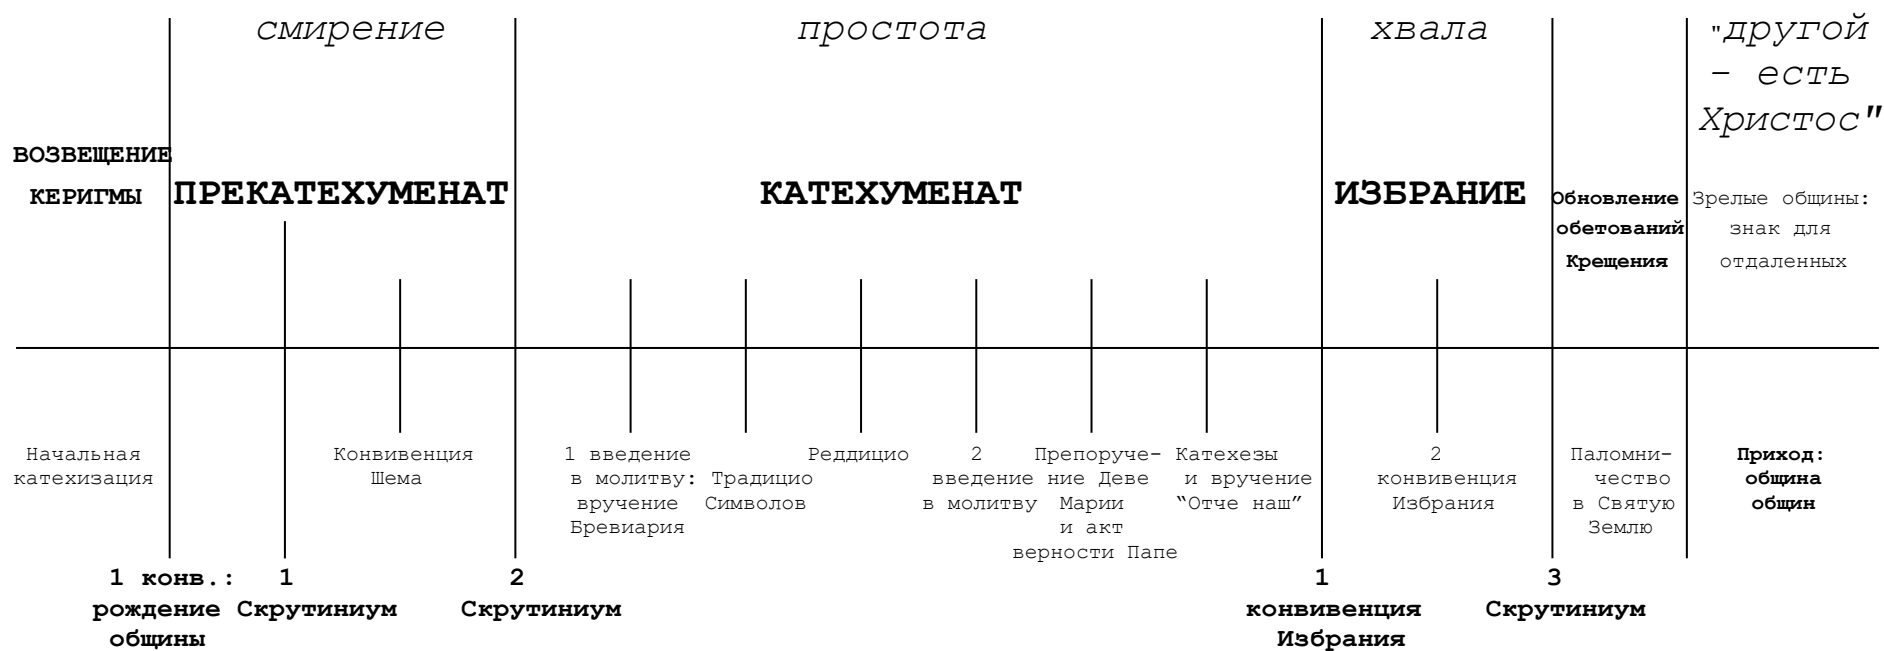 смирение
простота
хвала
"другой
- есть
Христос"
ВОЗВЕЩЕНИЕ
КЕРИГМЫ
ПРЕКАТЕХУМЕНАТ
КАТЕХУМЕНАТ
ИЗБРАНИЕ
Обновление
обетований
Крещения
Зрелые общины:
знак для
отдаленных
Начальная
катехизация
Конвивенция
Шема
1 введение
в молитву:
вручение
Бревиария
Традицио
Символов
Реддицио
2
введение
в молитву
Препоруче-
ние Деве
Марии
и акт
верности Папе
Катехезы
и вручение
“Отче наш”
2
конвивенция
Избрания
Паломни-
чество
в Святую
Землю
Приход:
община
общин
1 конв.:
рождение
общины
1
Скрутиниум
2
Скрутиниум
1
конвивенция
Избрания
3
Скрутиниум